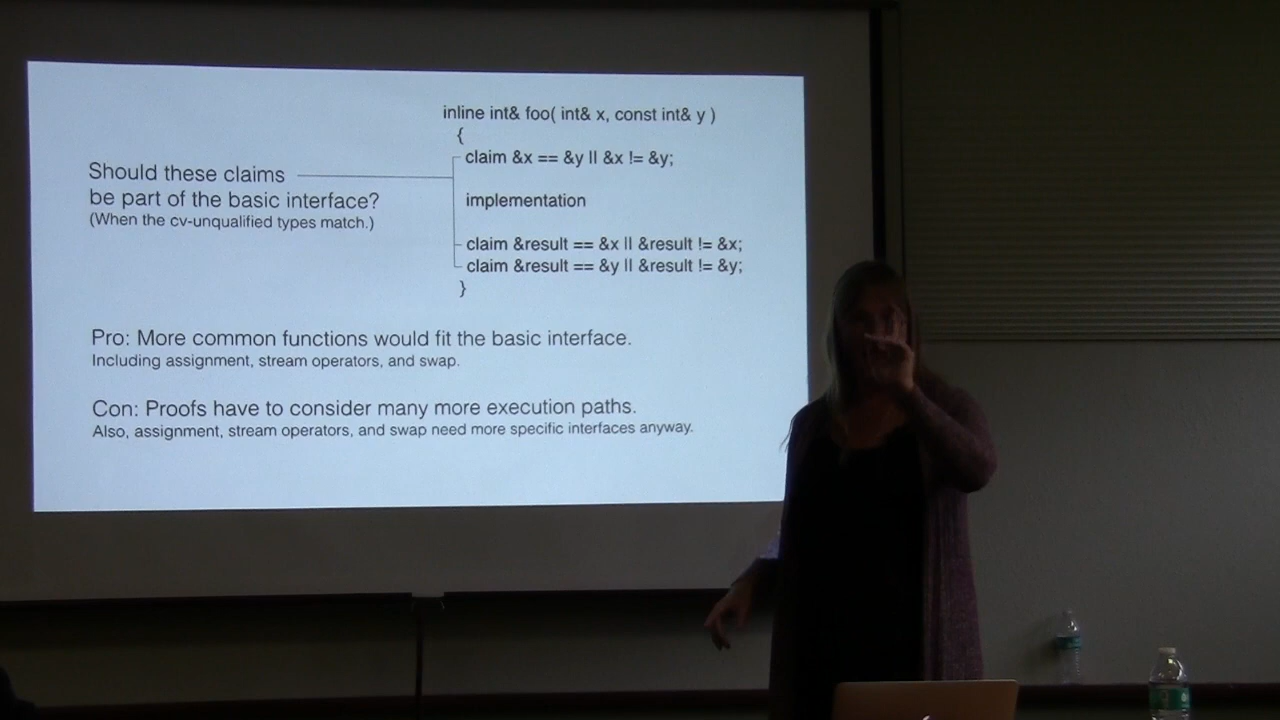 inline int& foo( int& x, const int& y )
{
claim &x == &y || &x != &y;
Should these claims
be part of the basic interface?
(When the cv-unqualified types match.)
implementation
claim &result == &x || &result != &x;
claim &result == &y || &result != &y;
}
Pro: More common functions would fit the basic interface.
Including assignment, stream operators, and swap.
Con: Proofs have to consider many more execution paths.
Also, assignment, stream operators, and swap need more specific interfaces anyway.